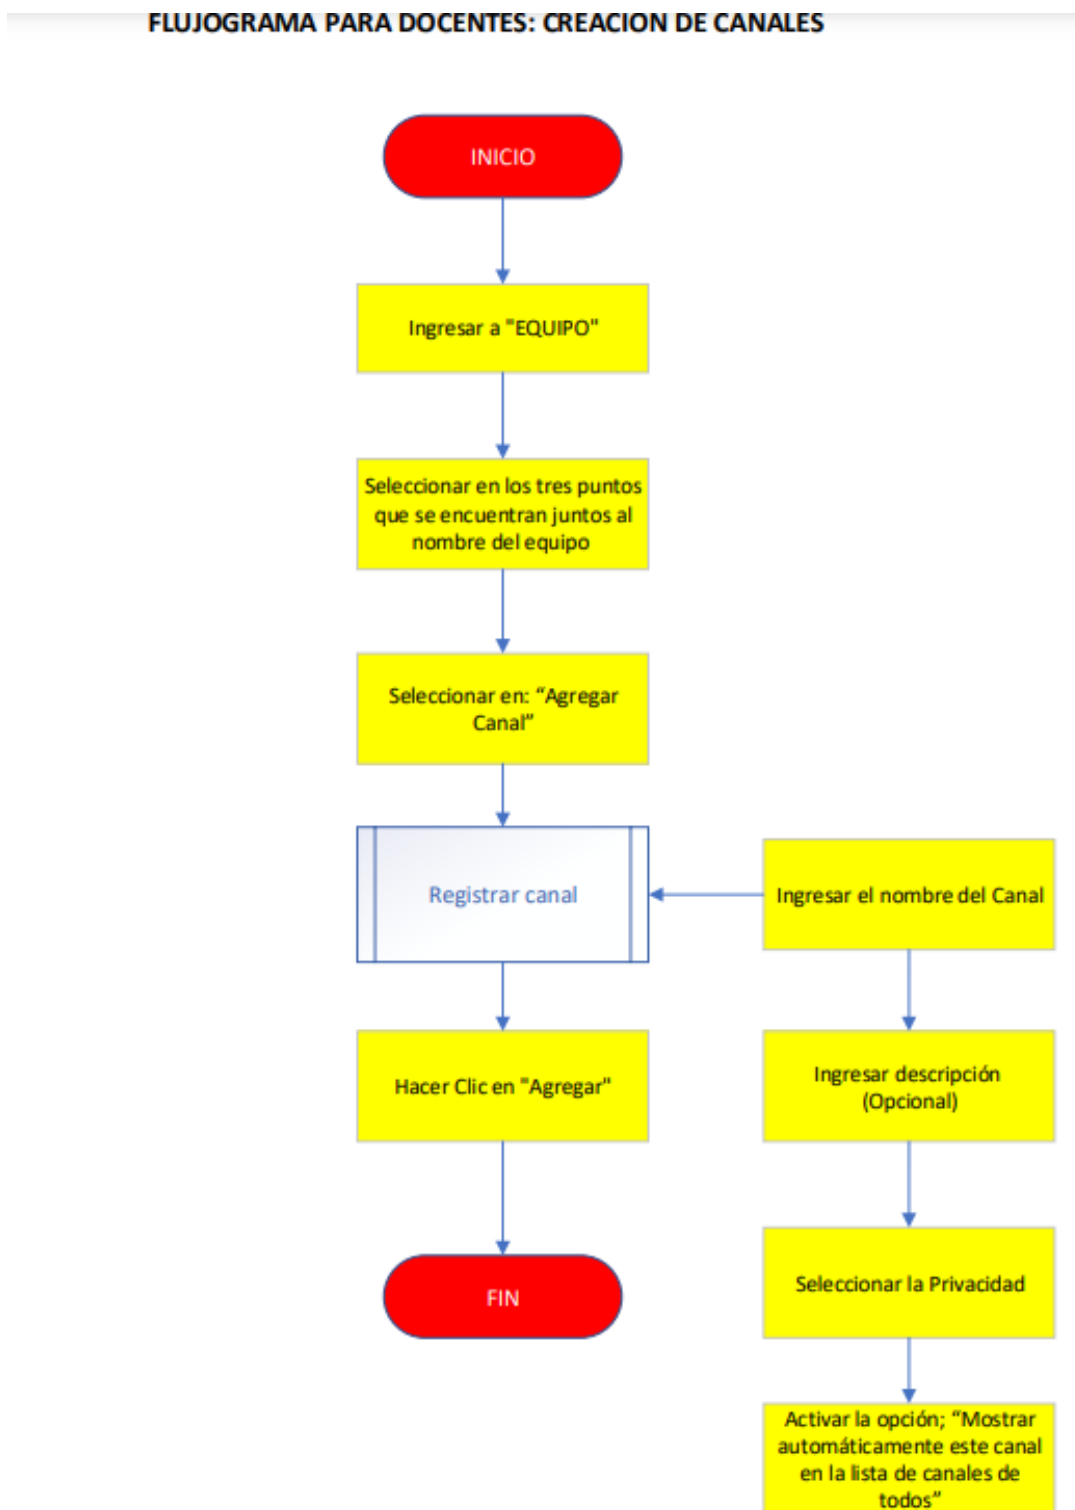 FLUJOGRAMA PARA DOCENTES: CREACION DE CANALES
INICIO
Ingresar a "EQUIPO"
Seleccionar en los tres puntos
que se encuentran juntos al
nombre del equipo
Seleccionar en: “Agregar
Canal”
Registrar canal
Ingresar el nombre del Canal
Hacer Clic en "Agregar"
Ingresar descripción
(Opcional)
FIN
Seleccionar la Privacidad
Activar la opción; “Mostrar
automáticamente este canal
en la lista de canales de
todos”